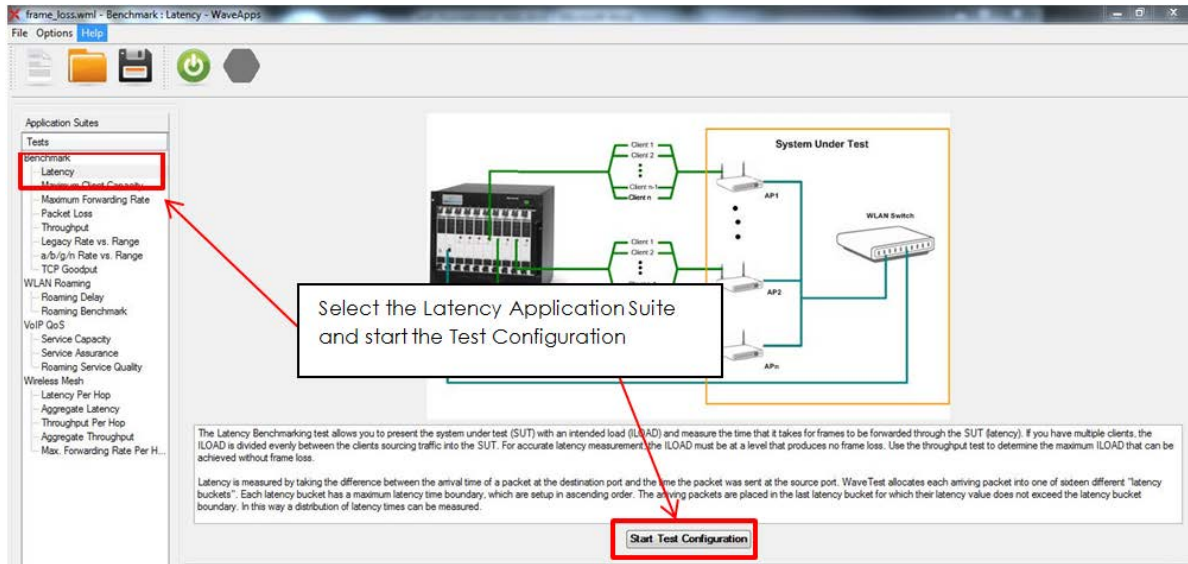 frame_loss.wml - Benchmark : Latency - WaveApps
File Options Help
Application Suites
Tests
Benchmark
Latency
Maximum Client Capacity
Maximum Forwarding Rate
Packet Loss
Throughput
Legacy Rate vs. Range
a/b/g/n Rate vs. Range
TCP Goodput
WLAN Roaming
Roaming Delay
Roaming Benchmark
VoIP QoS
Service Capacity
Service Assurance
Roaming Service Quality
Wireless Mesh
Latency Per Hop
Aggregate Latency
Throughput Per Hop
Aggregate Throughput
Max. Forwarding Rate Per H...
System Under Test
Client 1
Client 2
Client n-1
Client n
AP1
WLAN Switch
Client 1
Client 2
AP2
APn
Select the Latency Application Suite
and start the Test Configuration
The Latency Benchmarking test allows you to present the system under test (SUT) with an intended load (ILOAD) and measure the time that it takes for frames to be forwarded through the SUT (latency). If you have multiple clients, the
ILOAD is divided evenly between the clients sourcing traffic into the SUT. For accurate latency measurement, the ILOAD must be at a level that produces no frame loss. Use the throughput test to determine the maximum ILOAD that can be
achieved without frame loss.
Latency is measured by taking the difference between the arrival time of a packet at the destination port and the time the packet was sent at the source port. WaveTest allocates each arriving packet into one of sixteen different "latency
buckets". Each latency bucket has a maximum latency time boundary, which are setup in ascending order. The arriving packets are placed in the last latency bucket for which their latency value does not exceed the latency bucket
boundary. In this way a distribution of latency times can be measured.
Start Test Configuration